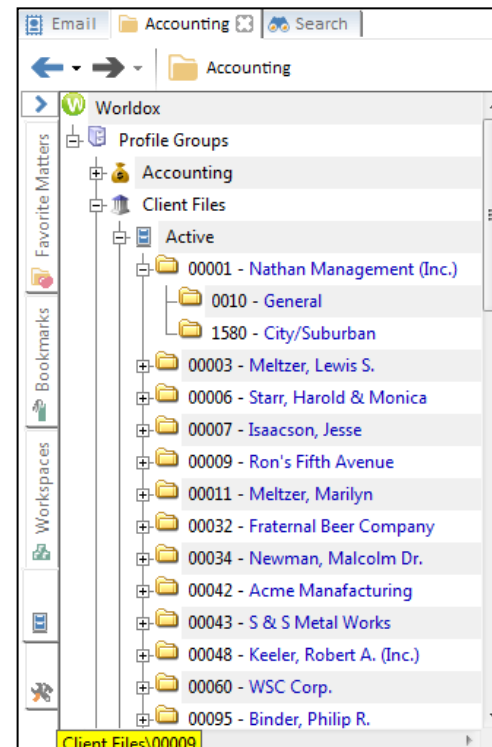 Email Accounting Search
Accounting
Worldox
Profile Groups
Accounting
Client Files
Active
00001 - Nathan Management (Inc.)
0010 - General
1580 - City/Suburban
00003 - Meltzer, Lewis S.
00006 - Starr, Harold & Monica
00007 - Isaacson, Jesse
00009 - Ron's Fifth Avenue
00011 - Meltzer, Marilyn
00032 - Fraternal Beer Company
00034 - Newman, Malcolm Dr.
00042 - Acme Manafacturing
00043 - S & S Metal Works
00048 - Keeler, Robert A. (Inc.)
00060 - WSC Corp.
00095 - Binder, Philip R.
Client Files\00009
Favorite Matters
Bookmarks
Workspaces